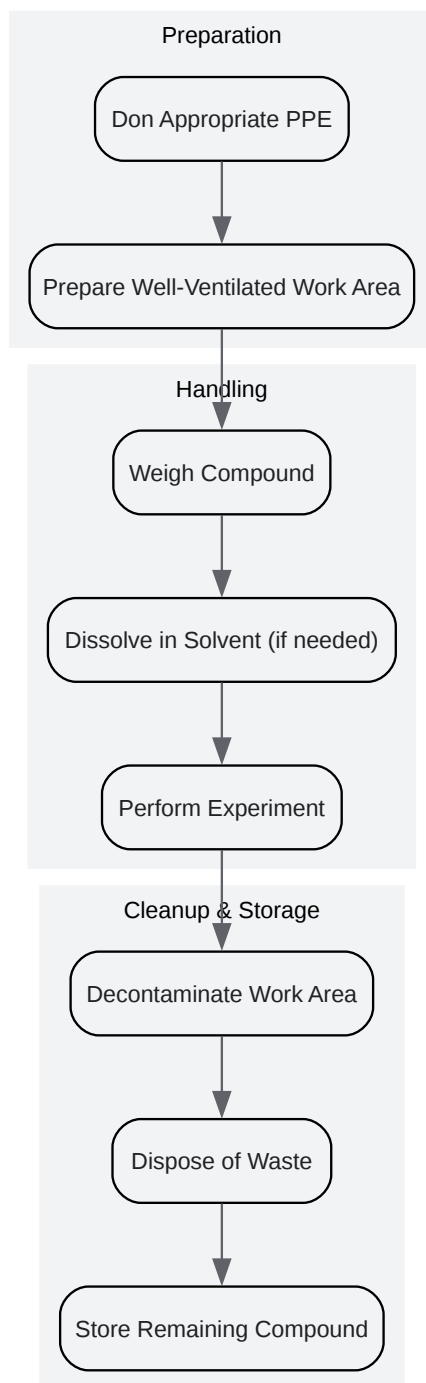 Preparation
Don Appropriate PPE
Prepare Well-Ventilated Work Area
Handling
Weigh Compound
Dissolve in Solvent (if needed)
Perform Experiment
Cleanup & Storage
Decontaminate Work Area
Dispose of Waste
Store Remaining Compound